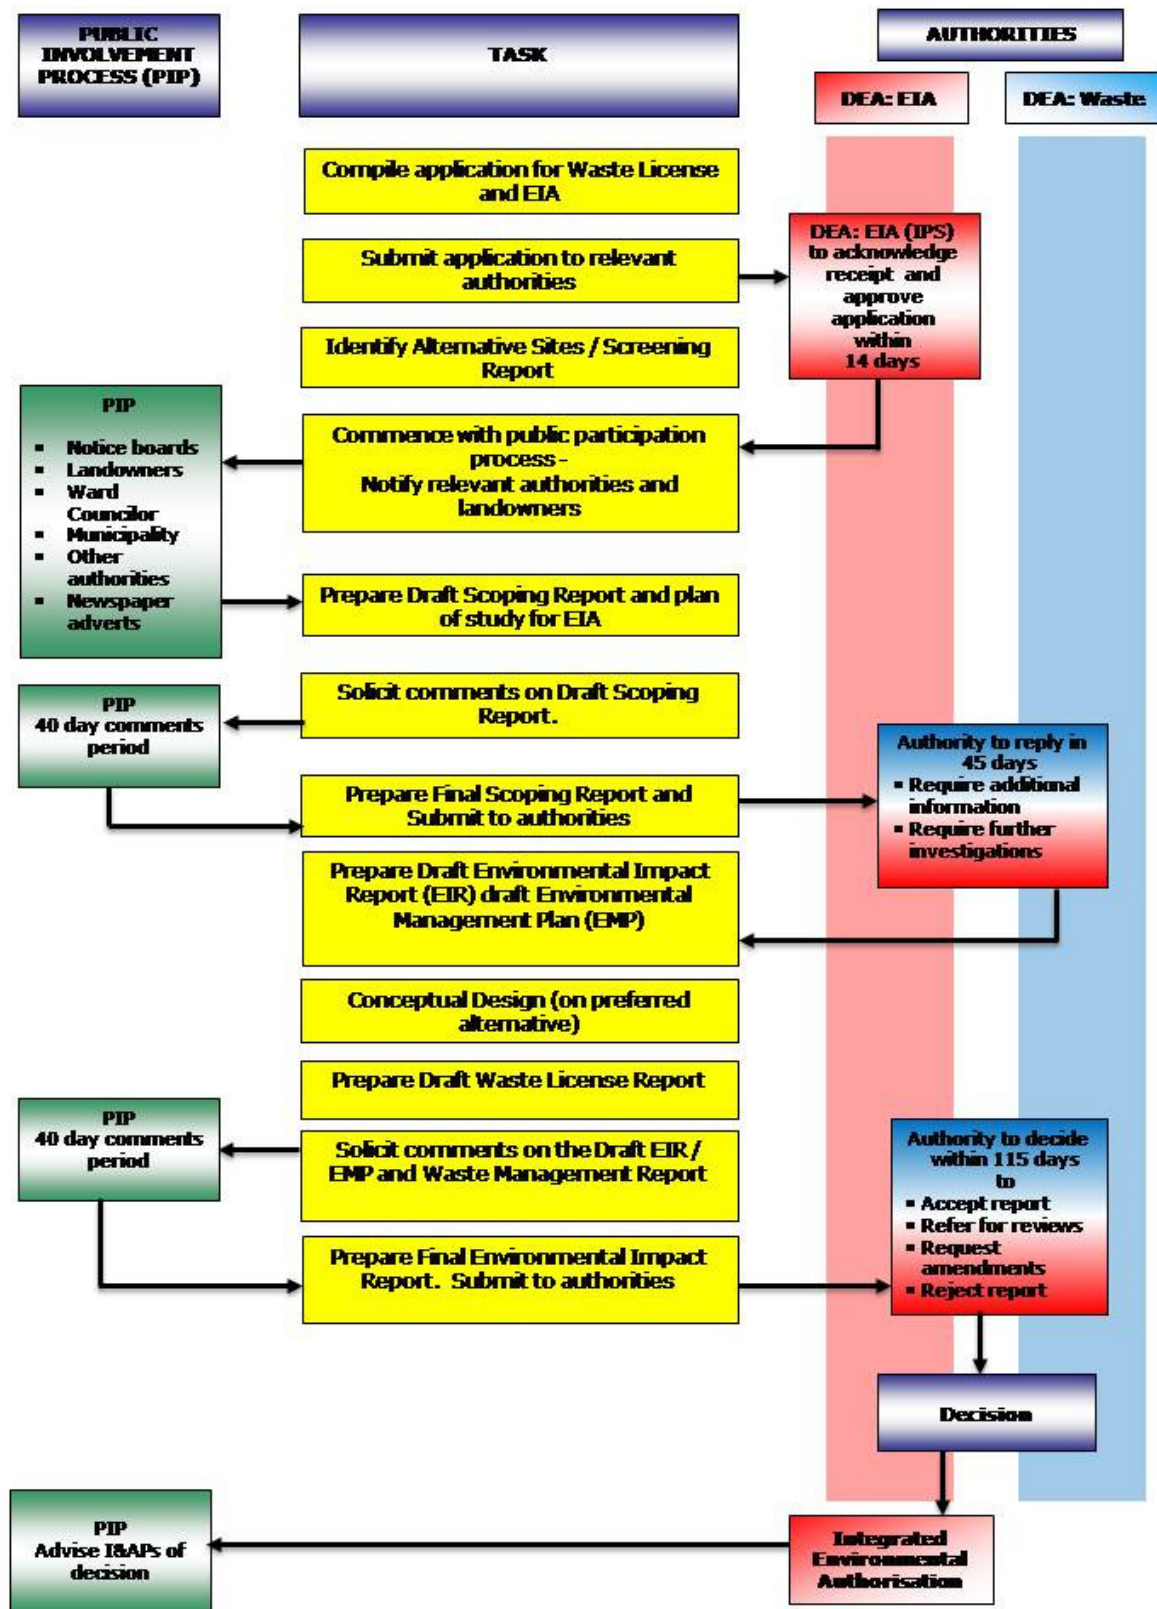 PUBLIC
INVOLVEMENT
PROCESS (PIP)
TASK
AUTHORITIES
DEA: EIA
DEA: Waste
Compile application for Waste License
and EIA
Submit application to relevant
authorities
DEA: EIA (IPS)
to acknowledge
receipt and
approve
application
within
14 days
Identify Alternative Sites / Screening
Report
PIP
▪ Notice boards
▪ Landowners
▪ Ward
Councilor
▪ Municipality
▪ Other
authorities
▪ Newspaper
adverts
Commence with public participation
process -
Notify relevant authorities and
landowners
Prepare Draft Scoping Report and plan
of study for EIA
Solicit comments on Draft Scoping
Report.
PIP
40 day comments
period
Prepare Final Scoping Report and
Submit to authorities
Authority to reply in
45 days
▪ Require additional
information
▪ Require further
investigations
Prepare Draft Environmental Impact
Report (EIR) draft Environmental
Management Plan (EMP)
Conceptual Design (on preferred
alternative)
Prepare Draft Waste License Report
PIP
40 day comments
period
Solicit comments on the Draft EIR /
EMP and Waste Management Report
Authority to decide
within 115 days
to
▪ Accept report
▪ Refer for reviews
▪ Request
amendments
▪ Reject report
Prepare Final Environmental Impact
Report. Submit to authorities
Decision
PIP
Advise I&APs of
decision
Integrated
Environmental
Authorisation